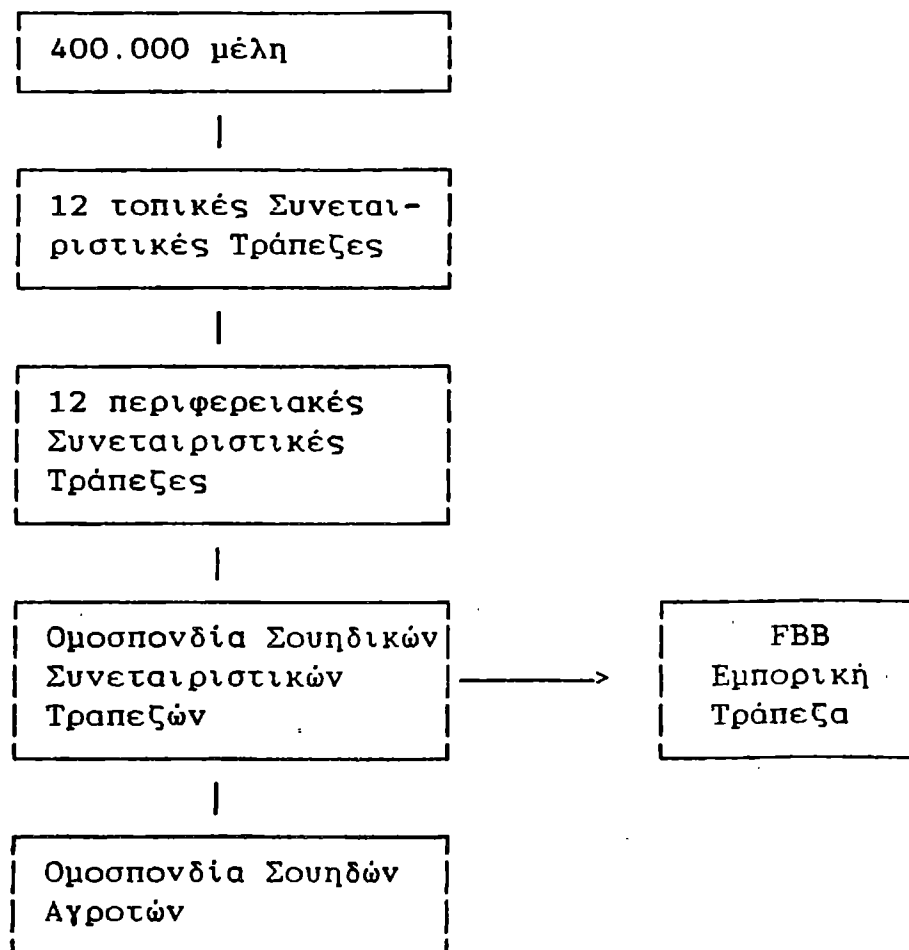 400.000 μέλη
12 τοπικές Συνεται-
ριστικές Τράπεζες
12 περιφερειακές
Συνεταιριστικές
Τράπεζες
Ομοσπονδία Σουηδικών
Συνεταιριστικών
Τραπεζών
FBB
Εμπορική
Τράπεζα
Ομοσπονδία Σουηδών
Αγροτών